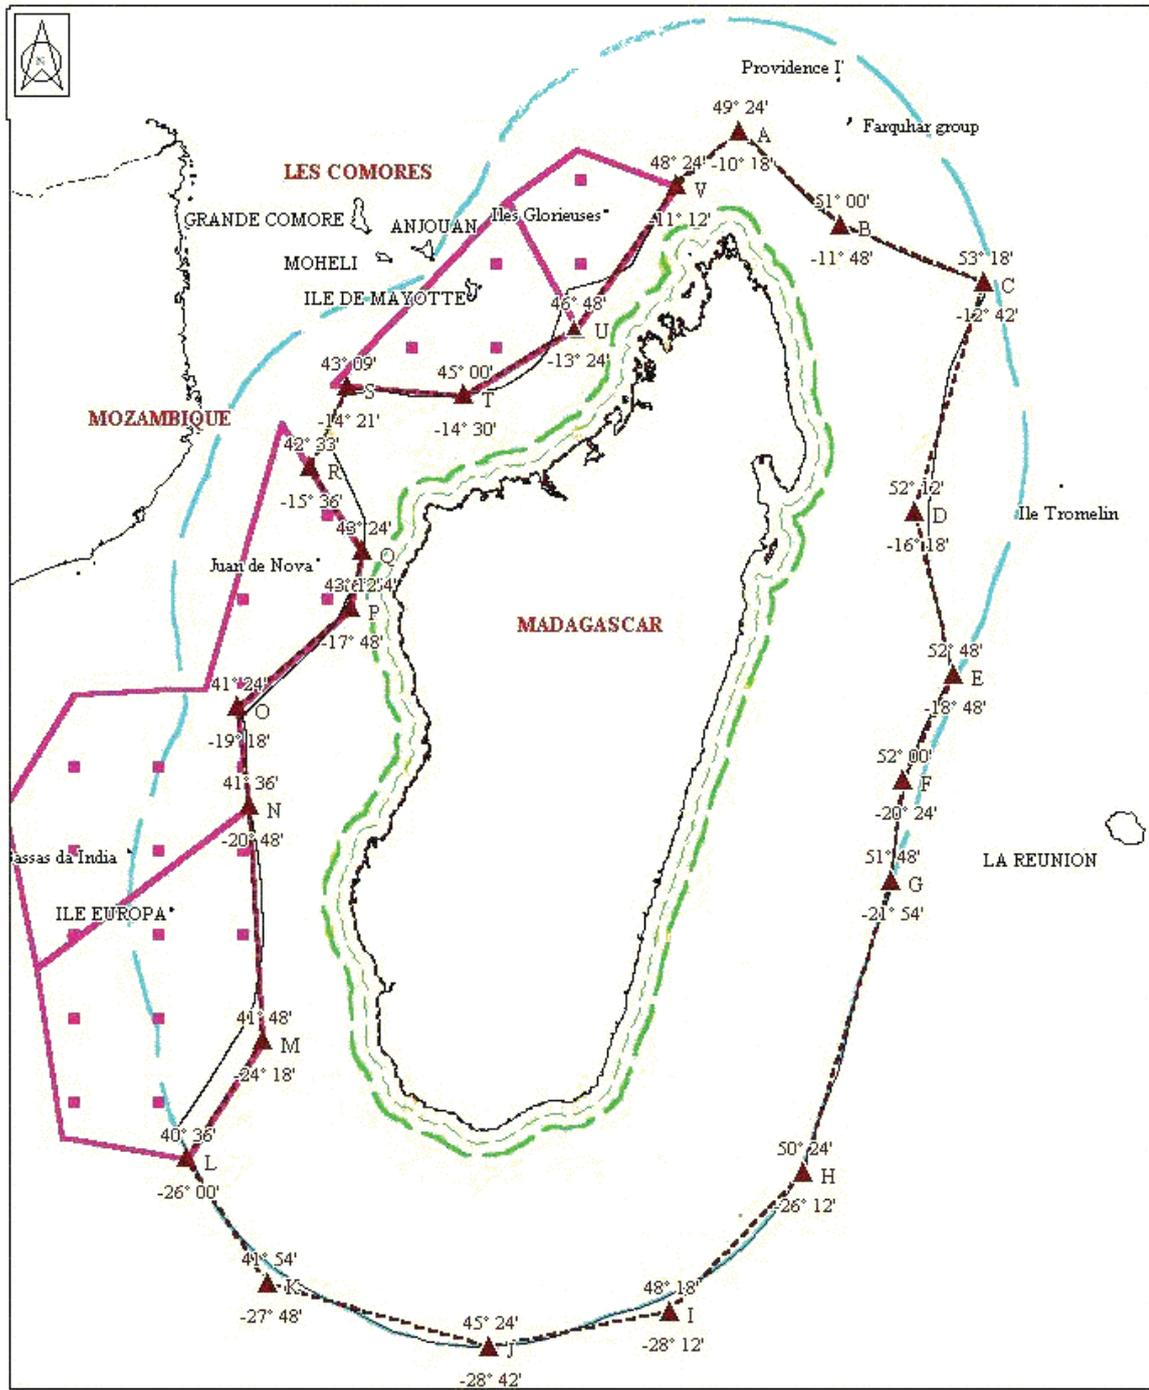 N
Providence I
49° 24'
Farquhar group
A
-10° 18'
48° 24'
LES COMORES
V
51° 00'
GRANDE COMORE
Iles Glorieuses
-11° 12'
ANJOUAN
B
-11° 48'
53° 18'
MOHELI
C
ILE DE MAYOTTE
46° 48'
-12° 42'
U
-13° 24'
43° 09'
45° 00'
S
T
MOZAMBIQUE
-14° 21'
-14° 30'
42° 33'
R
-15° 36'
52° 12'
D
Ile Tromelin
43° 24'
-16° 18'
Q
Juan de Nova
P
MADAGASCAR
-17° 48'
52° 48'
E
41° 24'
-18° 48'
O
-19° 18'
52° 00'
F
41° 36'
N
-20° 24'
-20° 48'
51° 48'
assas da India
LA REUNION
G
ILE EUROPA
-21° 54'
41° 48'
M
-24° 18'
40° 36'
50° 24'
L
H
-26° 00'
-26° 12'
41° 54'
K
48° 18'
-27° 48'
I
45° 24'
-28° 12'
J
-28° 42'